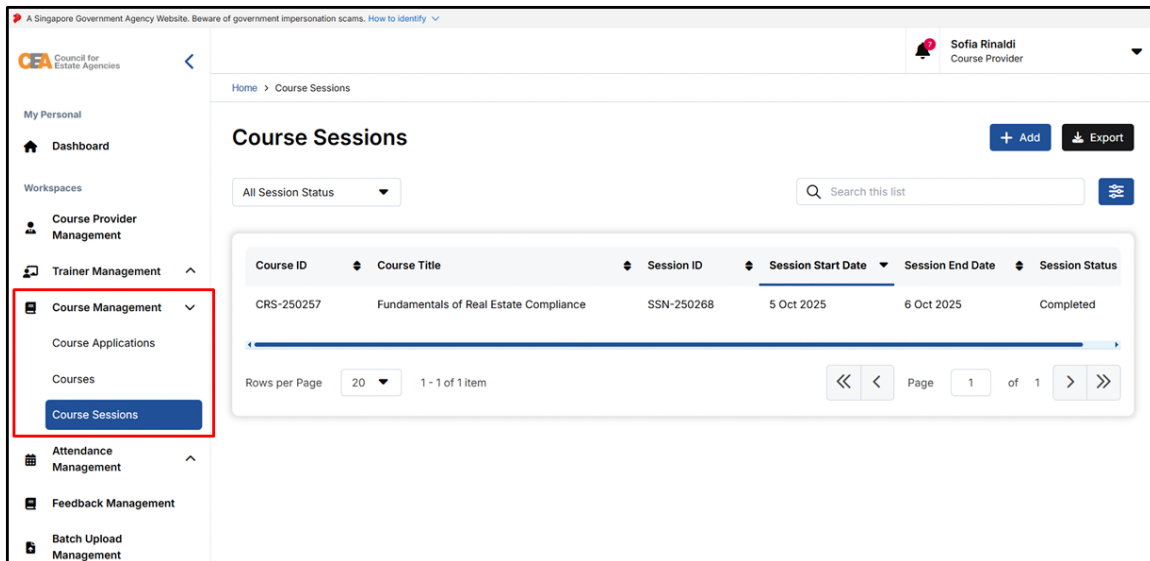 A Singapore Government Agency Website. Beware of government impersonation scams. How to identify
CEA Council for
Estate Agencies
7
Sofia Rinaldi
Course Provider
Home > Course Sessions
My Personal
Dashboard
Workspaces
Course Provider
Management
Trainer Management
Course Management
Course Applications
Courses
Course Sessions
Attendance
Management
Feedback Management
Batch Upload
Management
Course Sessions
+ Add
Export
All Session Status
Search this list
Course ID Course Title Session ID Session Start Date Session End Date Session Status
CRS-250257 Fundamentals of Real Estate Compliance SSN-250268 5 Oct 2025 6 Oct 2025 Completed
Rows per Page 20 1 - 1 of 1 item Page 1 of 1